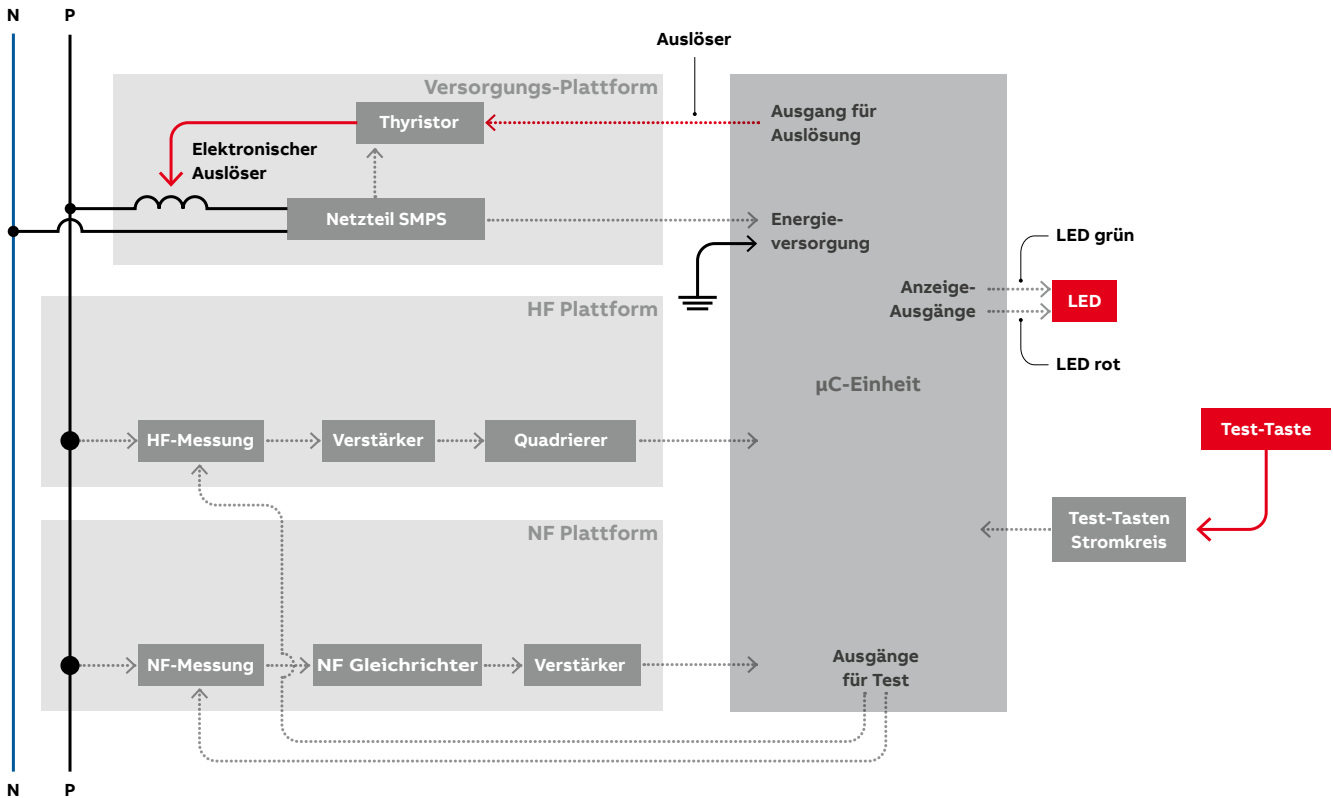 N
P
Auslöser
Versorgungs-Plattform
Thyristor
Ausgang für
Auslösung
Elektronischer
Auslöser
Netzteil SMPS
Energie-
versorgung
LED grün
Anzeige-
Ausgänge
LED
LED rot
HF Plattform
µC-Einheit
HF-Messung
Verstärker
Quadrierer
Test-Taste
Test-Tasten
Stromkreis
NF Plattform
NF-Messung
NF Gleichrichter
Verstärker
Ausgänge
für Test
N
P